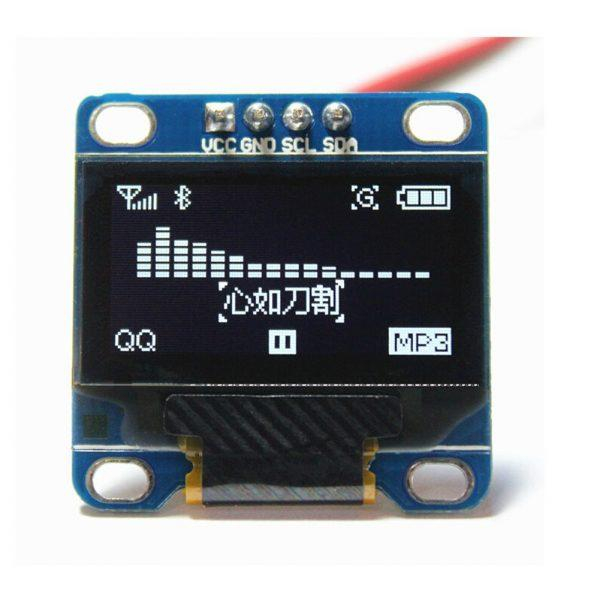 VCC GND SCL SDA
G
心如刀割
QQ MP3